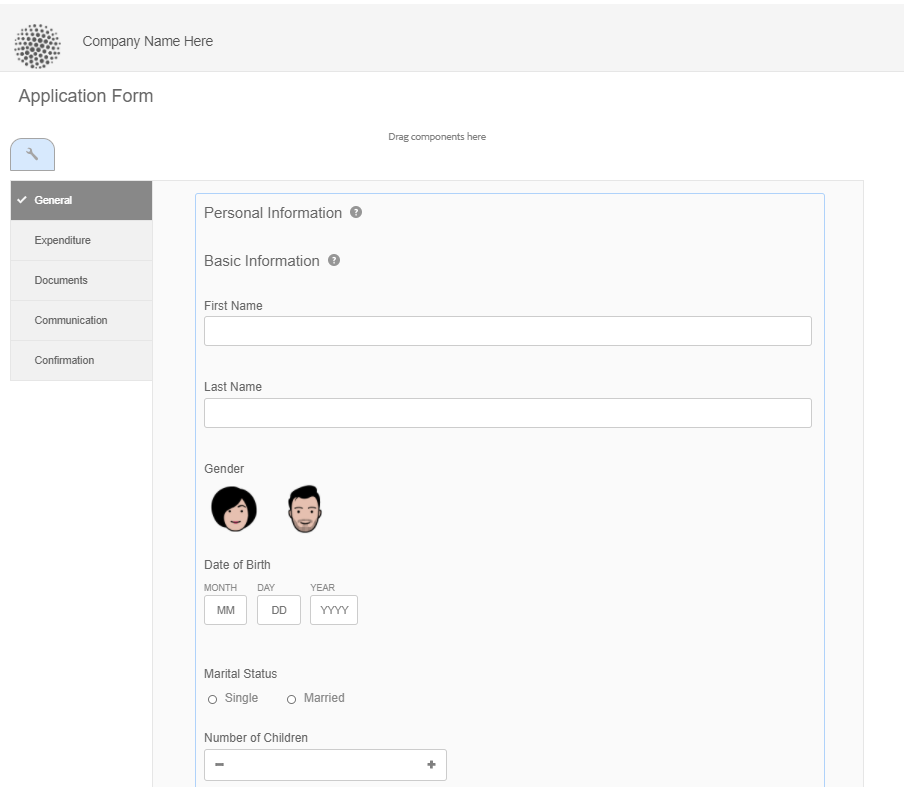 Company Name Here
Application Form
Drag components here
General
Expenditure
Documents
Communication
Confirmation
Personal Information ?
Basic Information ?
First Name
Last Name
Gender
Date of Birth
MONTH DAY YEAR
MM DD YYYY
Marital Status
Single Married
Number of Children
− +